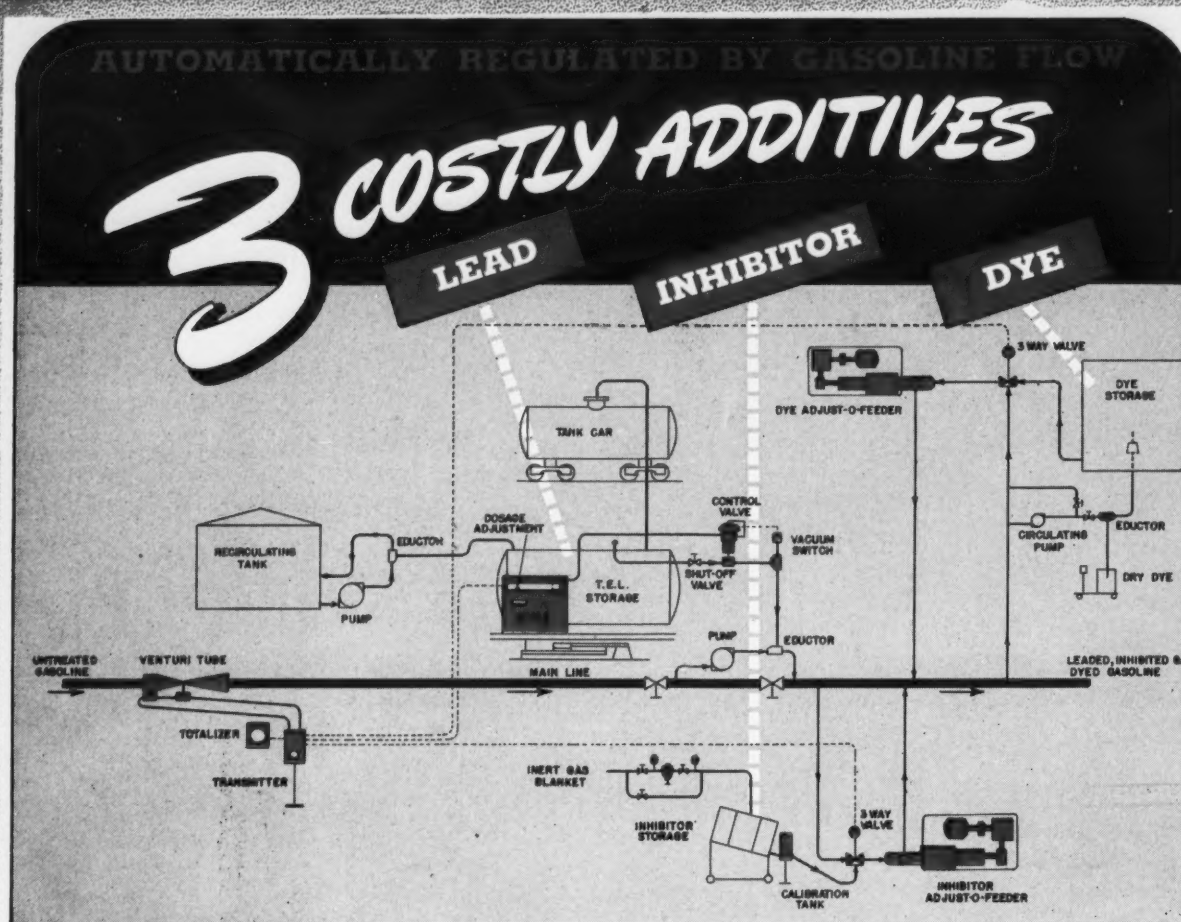 AUTOMATICALLY REGULATED BY GASOLINE FLOW
3 COSTLY ADDITIVES
LEAD
INHIBITOR
DYE
3 WAY VALVE
DYE ADJUST-O-FEEDER
DYE
STORAGE
TANK CAR
DOSAGE
ADJUSTMENT
CONTROL
VALVE
VACUUM
SWITCH
EDUCTOR
RECIRCULATING
TANK
PUMP
T.E.L.
STORAGE
SHUT-OFF
VALVE
CIRCULATING
PUMP
EDUCTOR
DRY DYE
PUMP
EDUCTOR
UNTREATED
GASOLINE
VENTURI TUBE
MAIN LINE
LEADED, INHIBITED &
DYED GASOLINE
TOTALIZER
TRANSMITTER
INERT GAS
BLANKET
INHIBITOR
STORAGE
3 WAY
VALVE
CALIBRATION
TANK
INHIBITOR
ADJUST-O-FEEDER